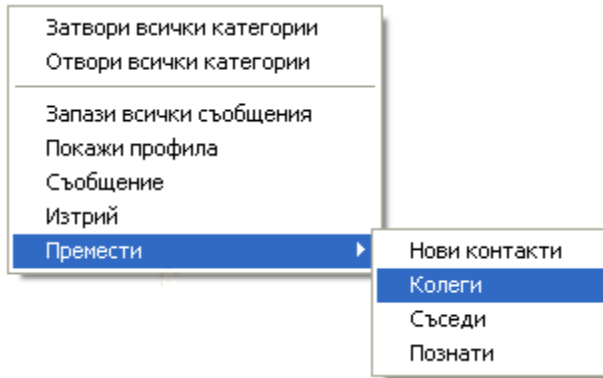 Затвори всички категории
Отвори всички категории
Запази всички съобщения
Покажи профила
Съобщение
Изтрий
Премести
Нови контакти
Колеги
Съседи
Познати